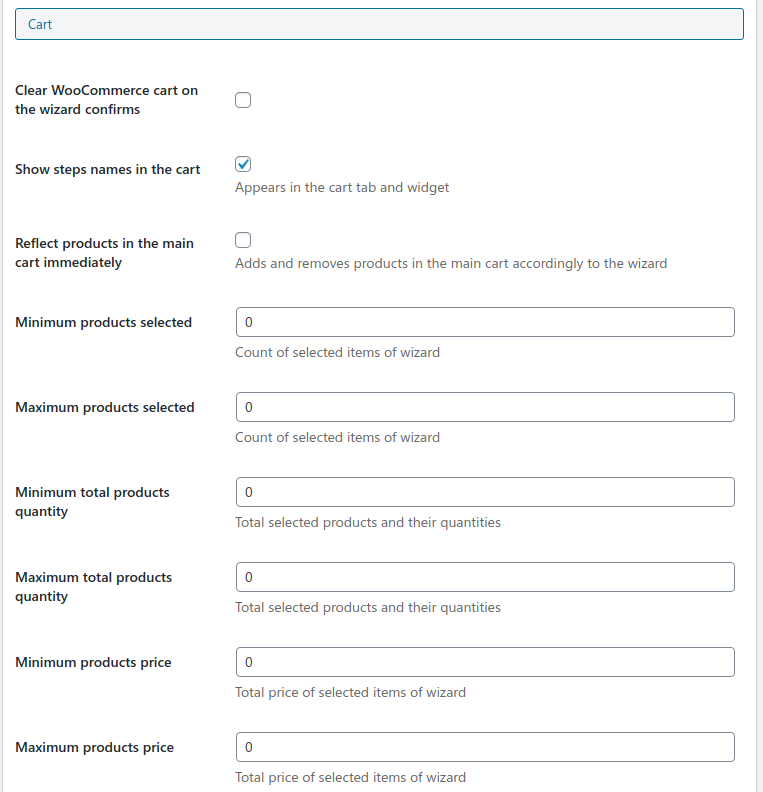 Cart
Clear WooCommerce cart on
the wizard confirms
Show steps names in the cart
Appears in the cart tab and widget
Reflect products in the main
cart immediately
Adds and removes products in the main cart accordingly to the wizard
Minimum products selected
0
Count of selected items of wizard
Maximum products selected
0
Count of selected items of wizard
Minimum total products
quantity
0
Total selected products and their quantities
Maximum total products
quantity
0
Total selected products and their quantities
Minimum products price
0
Total price of selected items of wizard
Maximum products price
0
Total price of selected items of wizard